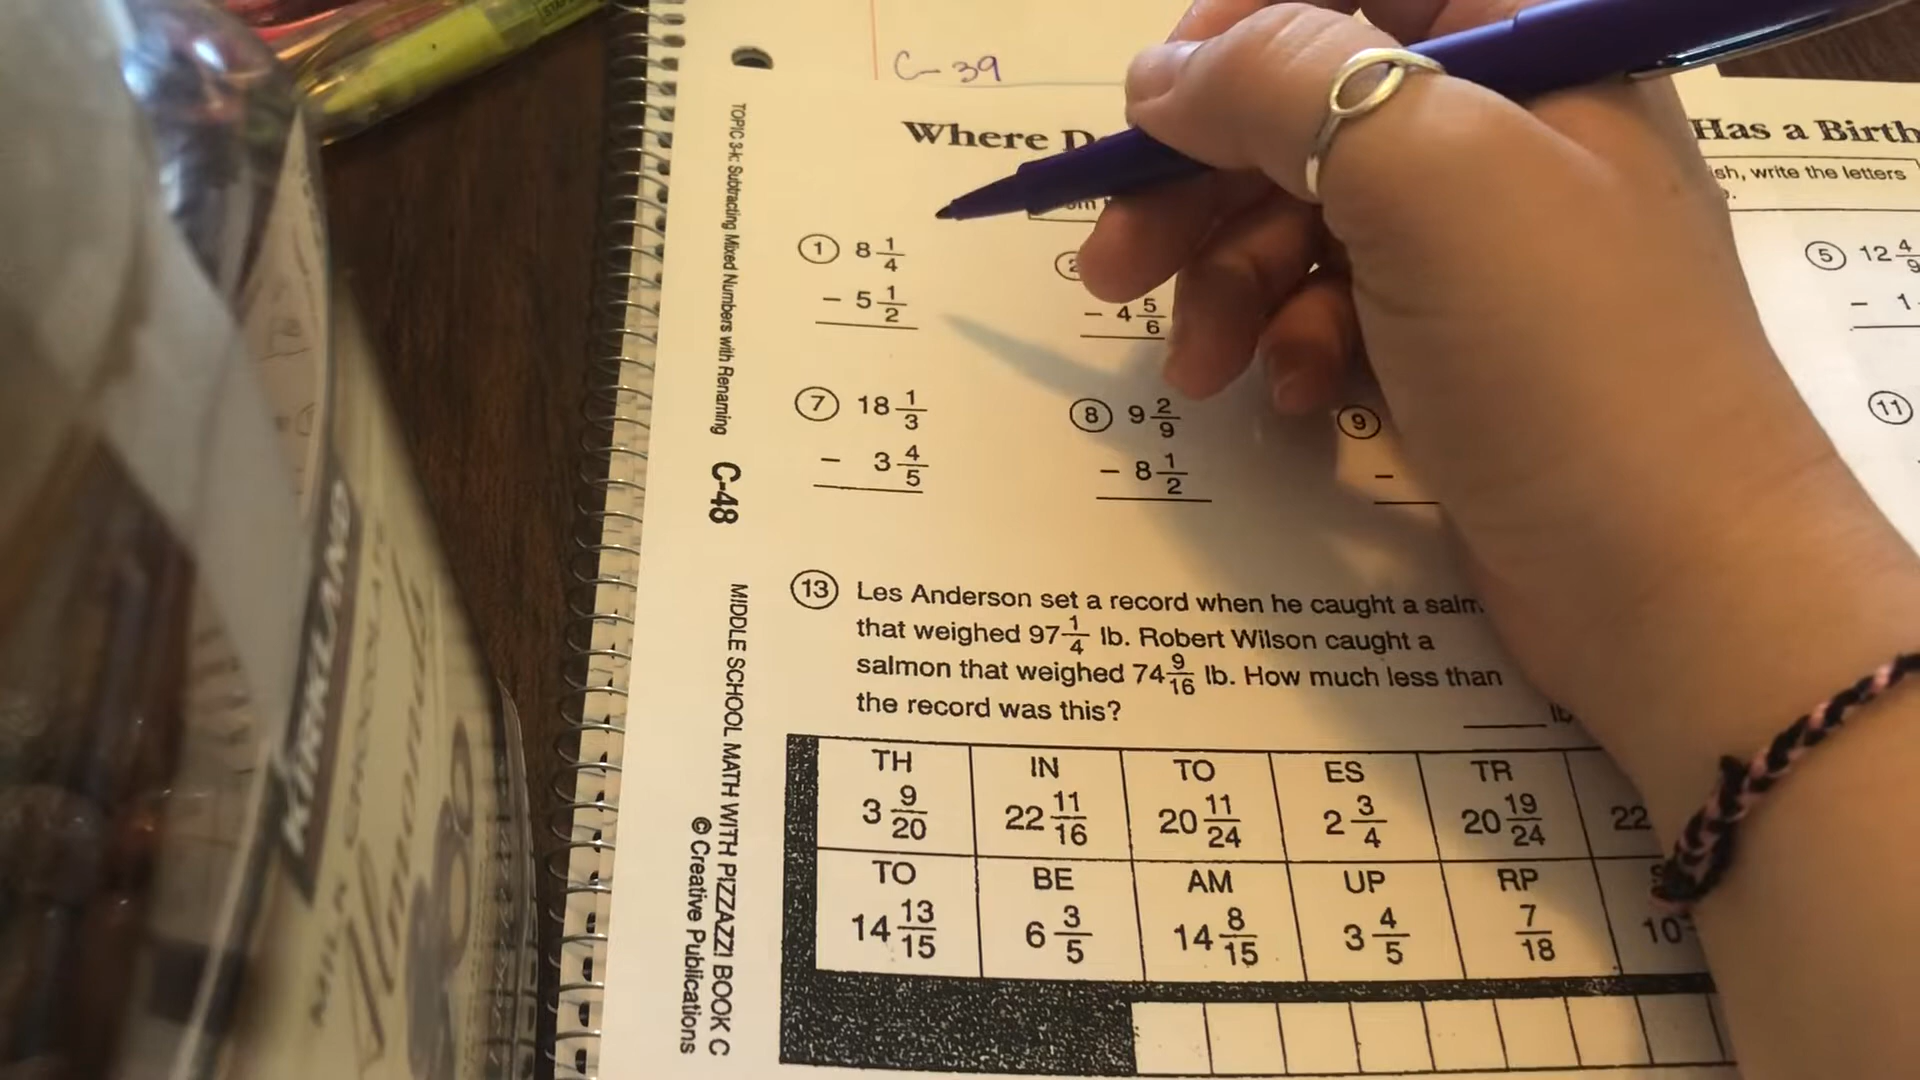 C-39
Where D
Has a Birth
sh, write the letters
1 8 1/4
- 5 1/2
2
- 4 5/6
5 12 4/9
- 1
7 18 1/3
- 3 4/5
8 9 2/9
- 8 1/2
9
-
11
13 Les Anderson set a record when he caught a salm
that weighed 97 1/4 lb. Robert Wilson caught a
salmon that weighed 74 9/16 lb. How much less than
the record was this? lb
TH IN TO ES TR
3 9/20 22 11/16 20 11/24 2 3/4 20 19/24 22
TO BE AM UP RP
14 13/15 6 3/5 14 8/15 3 4/5 7/18 10
TOPIC 3-k: Subtracting Mixed Numbers with Renaming C-48 MIDDLE SCHOOL MATH WITH PIZZAZZ! BOOK C
© Creative Publications
KIRKLAND
MILK CHOCOLATE
Almonds